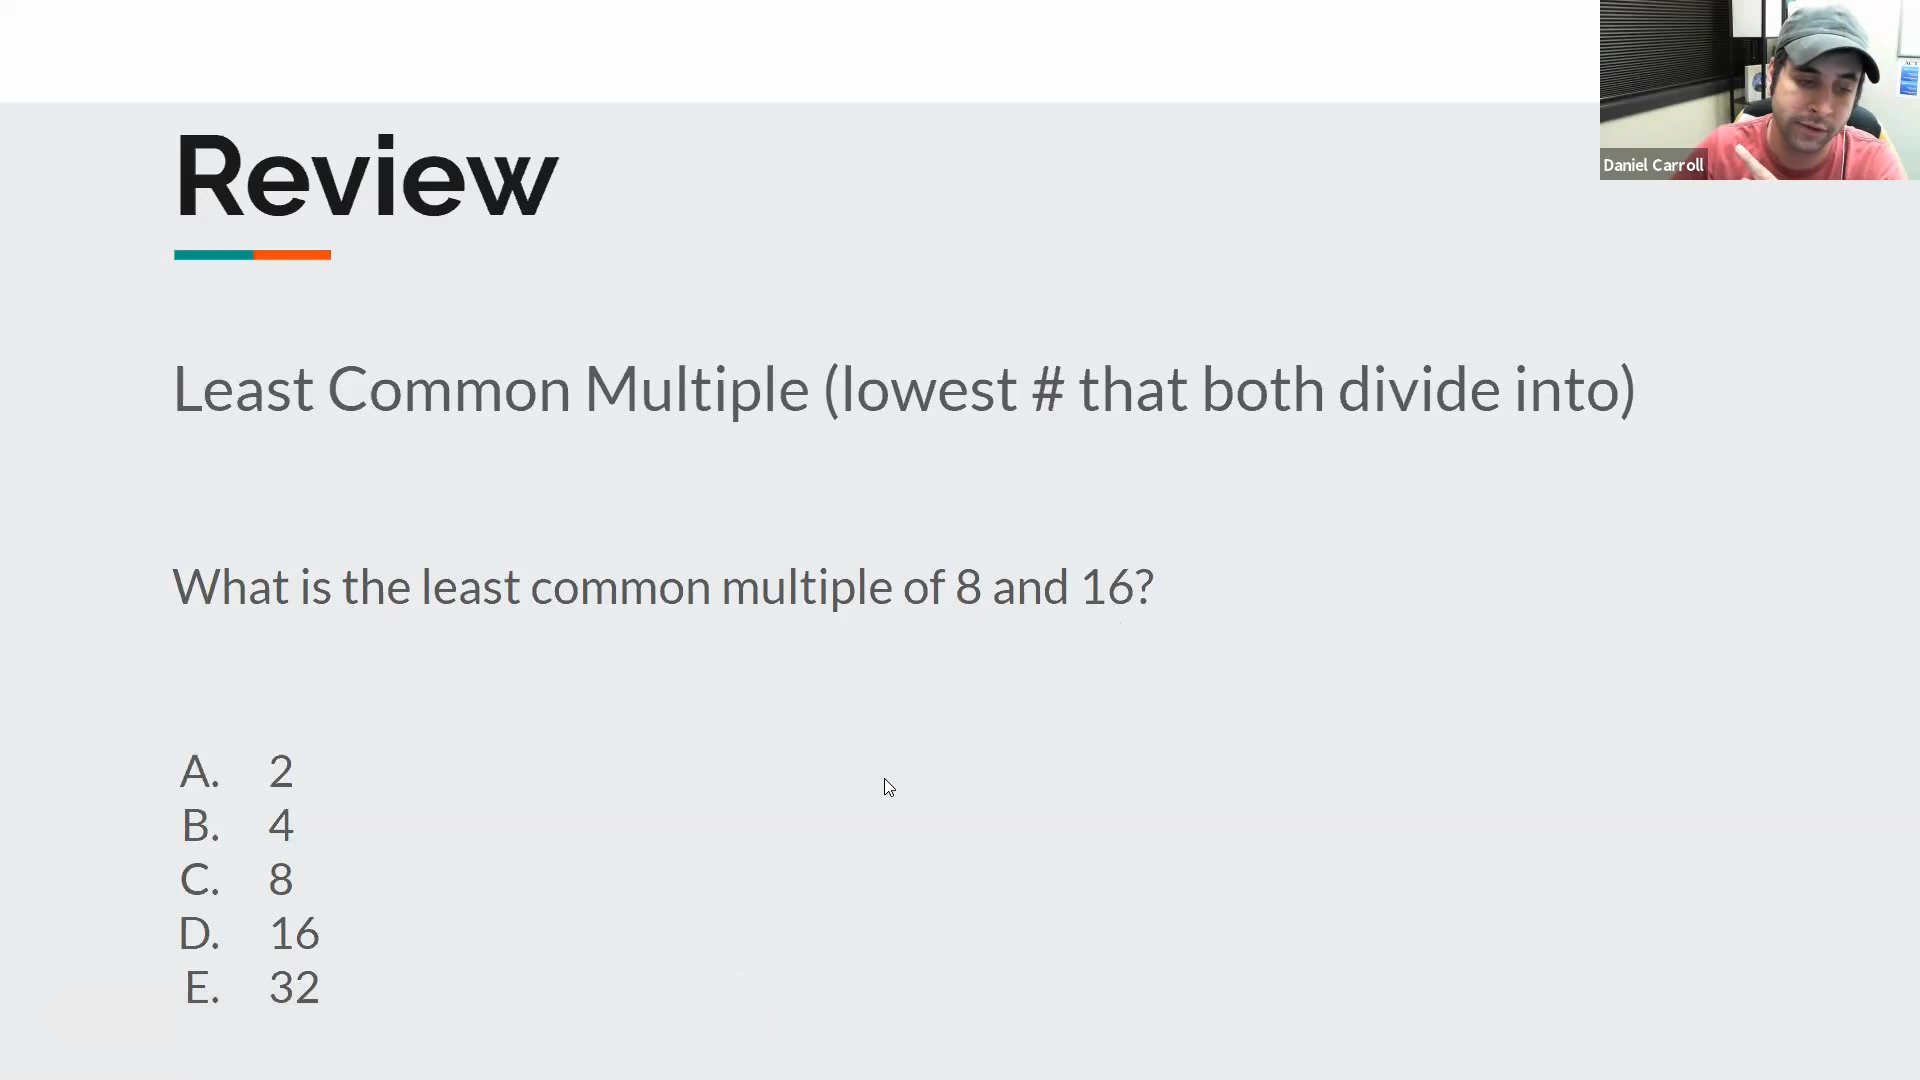 Review
Daniel Carroll
Least Common Multiple (lowest # that both divide into)
What is the least common multiple of 8 and 16?
A. 2
B. 4
C. 8
D. 16
E. 32